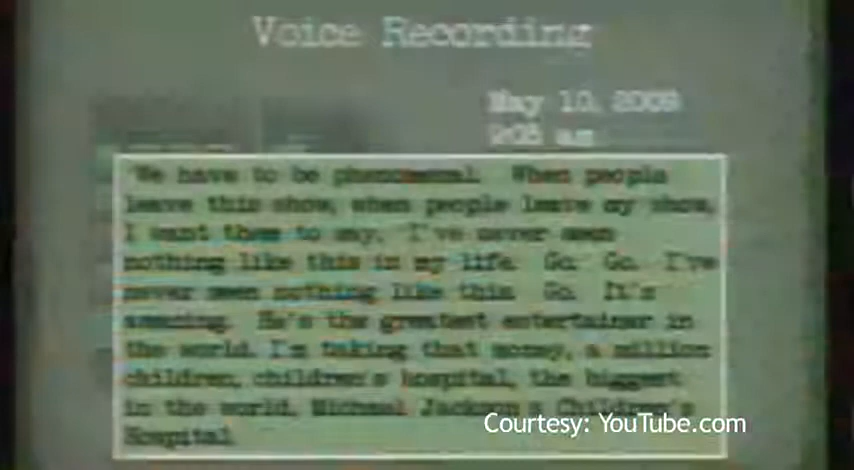 Voice Recording
May 10, 2009
9:05 am
"We have to be phenomenal. When people
leave this show, when people leave my show,
I want them to say, 'I've never seen
nothing like this in my life. Go. Go. I've
never seen nothing like this. Go. It's
amazing. He's the greatest entertainer in
the world. I'm taking that money, a million
children, children's hospital, the biggest
in the world, Michael Jackson's Children's
Hospital
Courtesy: YouTube.com